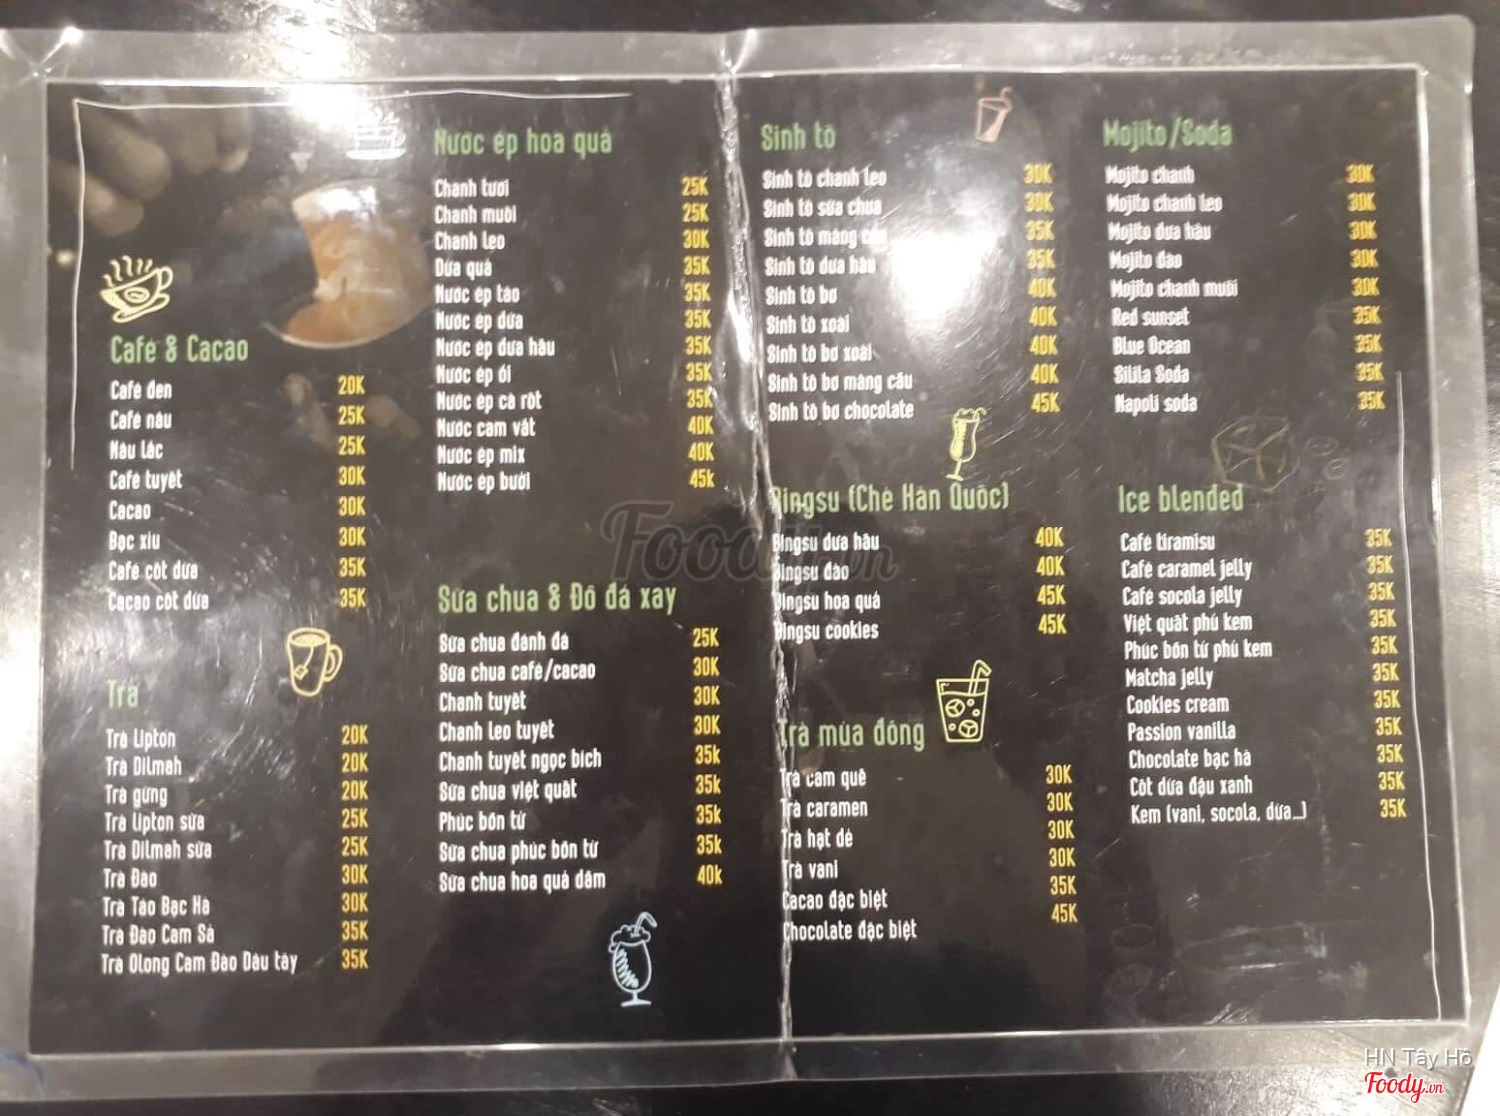 Café & Cacao
Café đen 20K
Café nâu 25K
Nâu lắc 25K
Café tuyết 30K
Cacao 30K
Bạc xỉu 30K
Café cốt dừa 35K
Cacao cốt dừa 35K
Trà
Trà Lipton 20K
Trà Dilmah 20K
Trà gừng 20K
Trà Lipton sữa 25K
Trà Dilmah sữa 25K
Trà Đào 30K
Trà Táo Bạc Hà 30K
Trà Đào Cam Sả 35K
Trà Olong Cam Đào Dâu tây 35K
Nước ép hoa quả
Chanh tươi 25K
Chanh muối 25K
Chanh leo 30K
Dừa quả 35K
Nước ép táo 35K
Nước ép dứa 35K
Nước ép dưa hấu 35K
Nước ép ổi 35K
Nước ép cà rốt 35K
Nước cam vắt 40K
Nước ép mix 40K
Nước ép bưởi 45k
Sữa chua & Đồ đá xay
Sữa chua đánh đá 25K
Sữa chua café/cacao 30K
Chanh tuyết 30K
Chanh leo tuyết 30K
Chanh tuyết ngọc bích 35k
Sữa chua việt quất 35k
Phúc bồn tử 35k
Sữa chua phúc bồn tử 35k
Sữa chua hoa quả dầm 40k
Sinh tố
Sinh tố chanh leo 30K
Sinh tố sữa chua 30K
Sinh tố mãng cầu 35K
Sinh tố dưa hấu 35K
Sinh tố bơ 40K
Sinh tố xoài 40K
Sinh tố bơ xoài 40K
Sinh tố bơ mãng cầu 40K
Sinh tố bơ chocolate 45K
Bingsu (Chè Hàn Quốc)
Bingsu dưa hấu 40K
Bingsu đào 40K
Bingsu hoa quả 45K
Bingsu cookies 45K
Trà mùa đông
Trà cam quế 30K
Trà caramen 30K
Trà hạt dẻ 30K
Trà vani 30K
Cacao đặc biệt 35K
Chocolate đặc biệt 45K
Mojito/Soda
Mojito chanh 30K
Mojito chanh leo 30K
Mojito dưa hấu 30K
Mojito đào 30K
Mojito chanh muối 30K
Red sunset 35K
Blue Ocean 35K
Silila Soda 35K
Napoli soda 35K
Ice blended
Café tiramisu 35K
Café caramel jelly 35K
Café socola jelly 35K
Việt quất phủ kem 35K
Phúc bồn tử phủ kem 35K
Matcha jelly 35K
Cookies cream 35K
Passion vanilla 35K
Chocolate bạc hà 35K
Cốt dừa đậu xanh 35K
Kem (vani, socola, dừa...) 35K
Foody.vn
HN Tây Hồ
Foody.vn